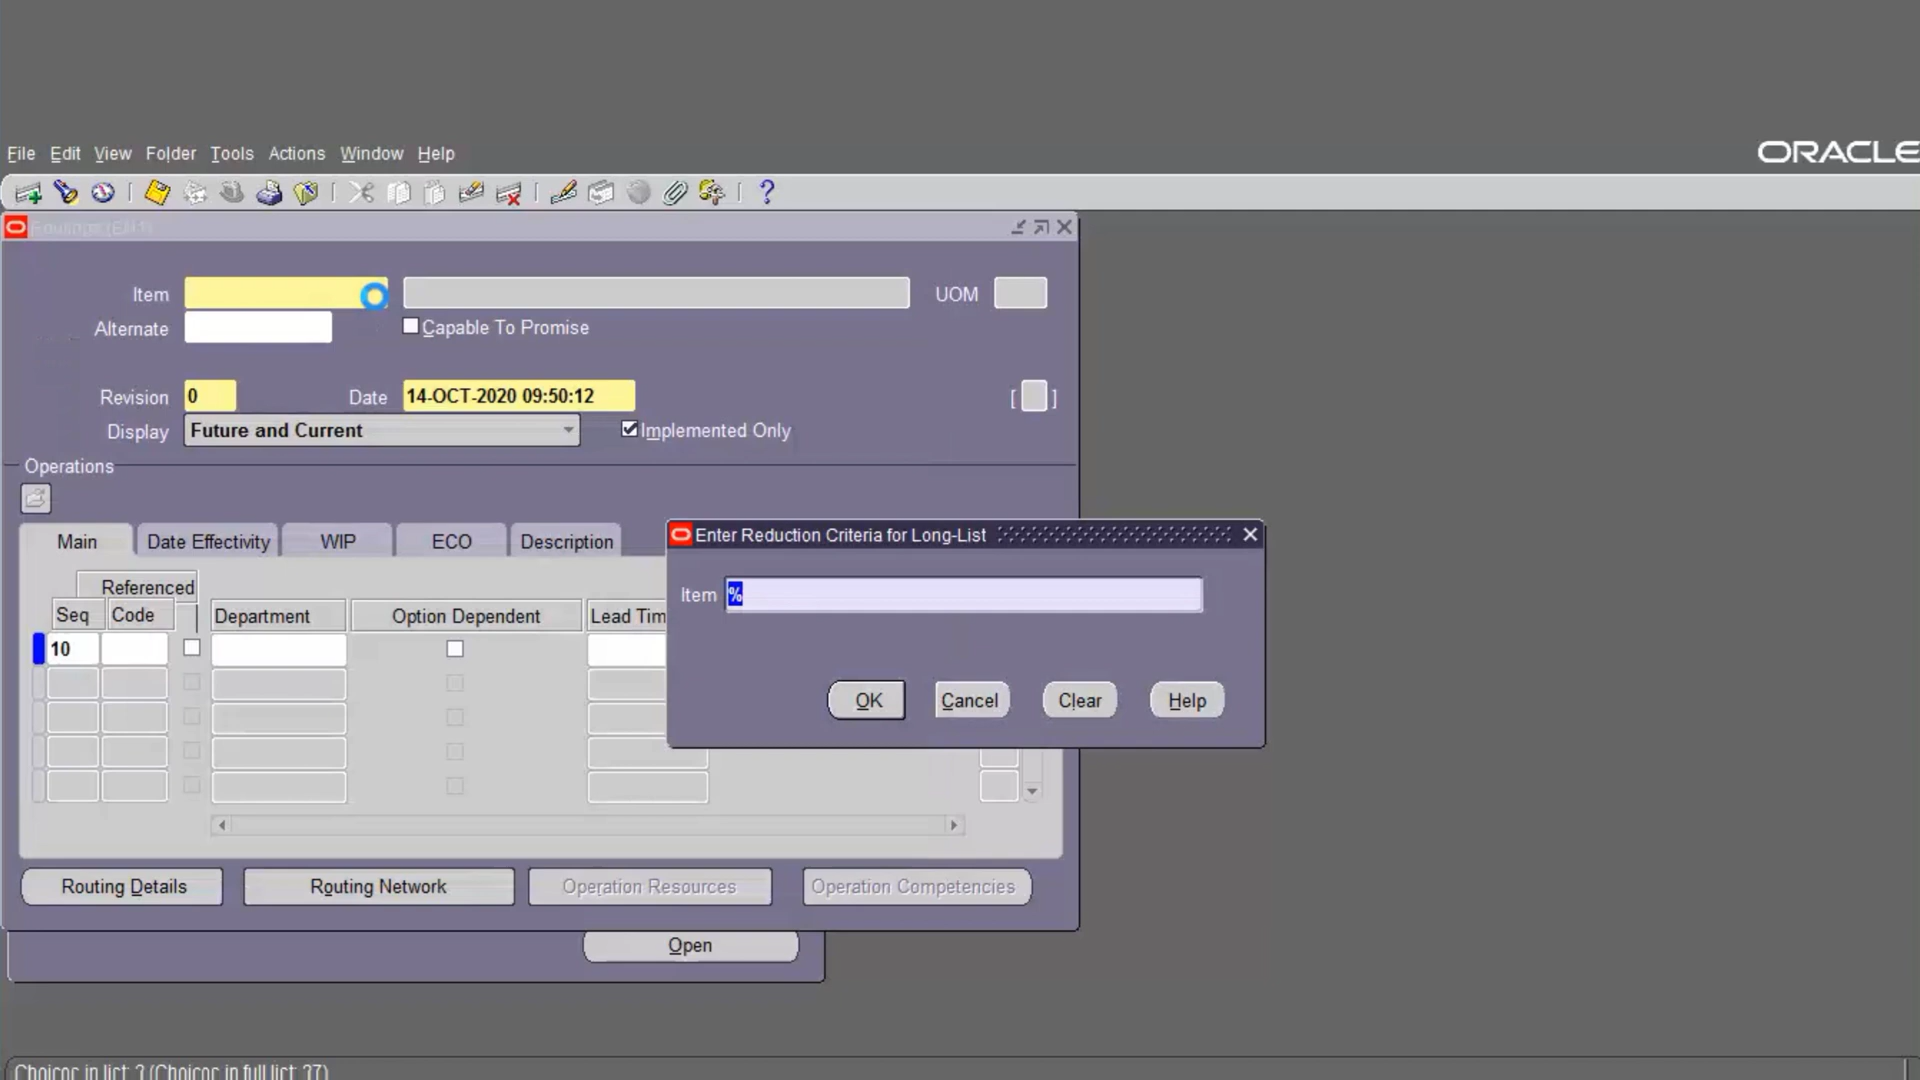 File Edit View Folder Tools Actions Window Help
ORACLE
Item
UOM
Alternate
Capable To Promise
Revision 0 Date 14-OCT-2020 09:50:12 [ ]
Display Future and Current Implemented Only
Operations
Main Date Effectivity WIP ECO Description
Enter Reduction Criteria for Long-List
Item %
OK Cancel Clear Help
Referenced
Seq Code Department Option Dependent Lead Tim
10
Routing Details Routing Network Operation Resources Operation Competencies
Open